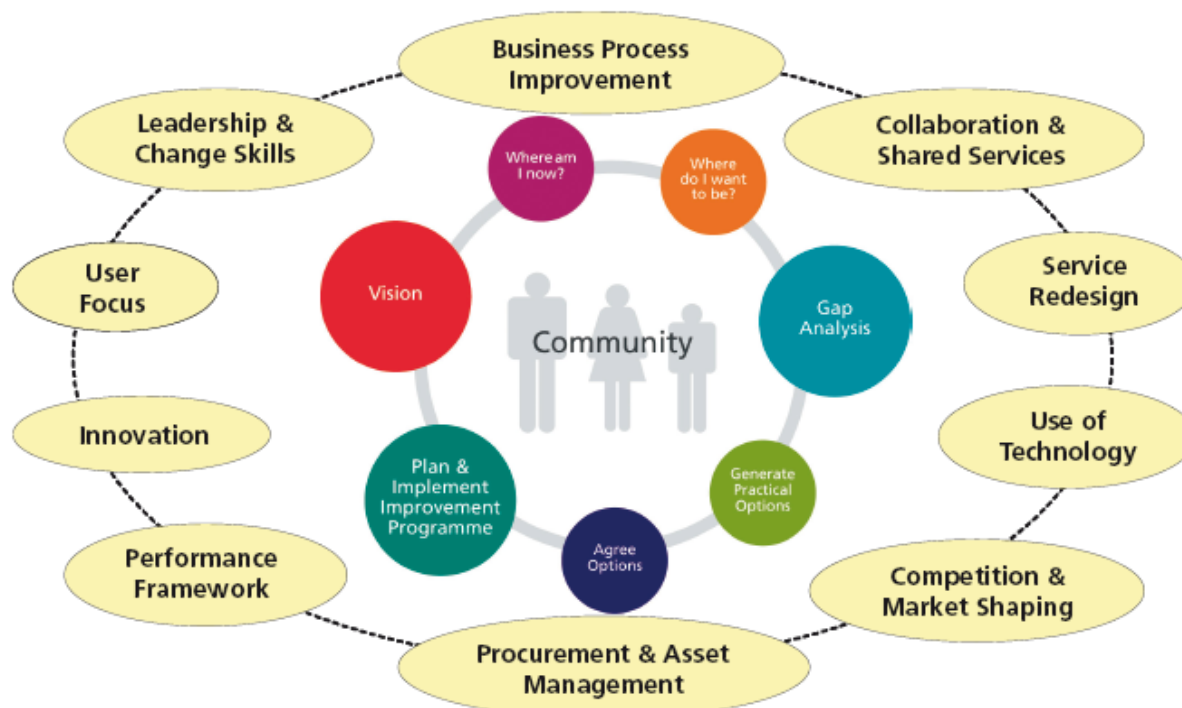 Business Process
Improvement
Leadership &
Change Skills
Collaboration &
Shared Services
Where am
I now?
Where
do I want
to be?
User
Focus
Vision
Gap
Analysis
Service
Redesign
Community
Innovation
Use of
Technology
Plan &
Implement
Improvement
Programme
Generate
Practical
Options
Agree
Options
Performance
Framework
Competition &
Market Shaping
Procurement & Asset
Management